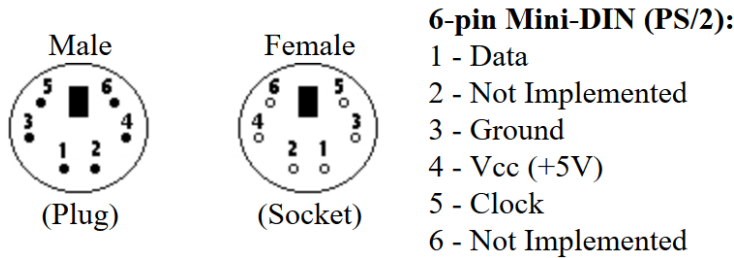 Male
5 6
3 4
1 2
(Plug)
Female
6 5
4 3
2 1
(Socket)
6-pin Mini-DIN (PS/2):
1 - Data
2 - Not Implemented
3 - Ground
4 - Vcc (+5V)
5 - Clock
6 - Not Implemented